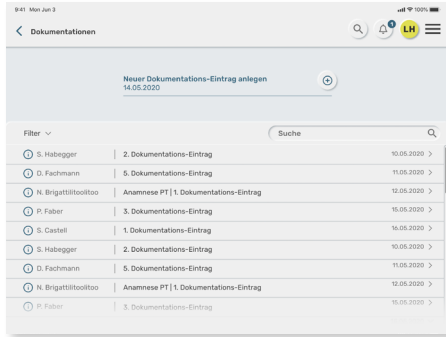 9:41 Mon Jun 3
100%
Dokumentationen
1
LH
Neuer Dokumentations-Eintrag anlegen
14.05.2020
Filter
Suche
S. Habegger 2. Dokumentations-Eintrag 10.05.2020
D. Fachmann 5. Dokumentations-Eintrag 11.05.2020
N. Brigattilitoolitoo Anamnese PT | 1. Dokumentations-Eintrag 12.05.2020
P. Faber 3. Dokumentations-Eintrag 15.05.2020
S. Castell 1. Dokumentations-Eintrag 16.05.2020
S. Habegger 2. Dokumentations-Eintrag 10.05.2020
D. Fachmann 5. Dokumentations-Eintrag 11.05.2020
N. Brigattilitoolitoo Anamnese PT | 1. Dokumentations-Eintrag 12.05.2020
P. Faber 3. Dokumentations-Eintrag 15.05.2020